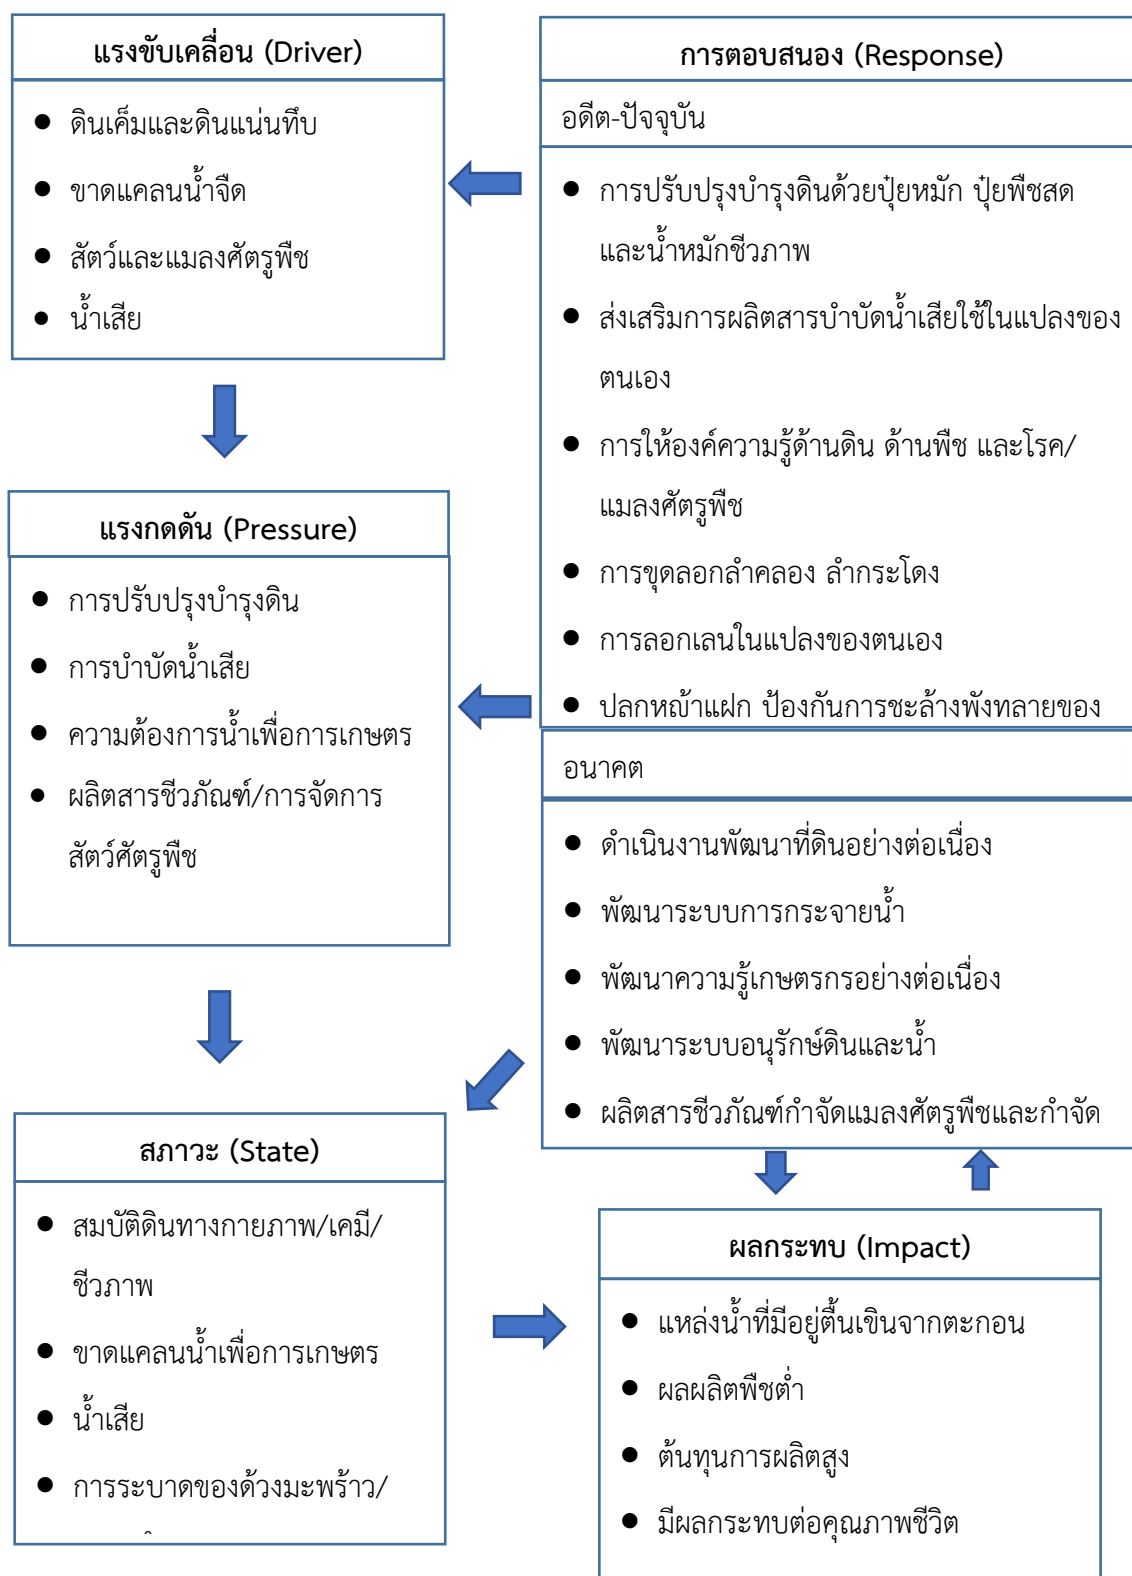 แรงขับเคลื่อน (Driver)
● ดินเค็มและดินแน่นทึบ
● ขาดแคลนน้ำจืด
● สัตว์และแมลงศัตรูพืช
● น้ำเสีย
แรงกดดัน (Pressure)
● การปรับปรุงบำรุงดิน
● การบำบัดน้ำเสีย
● ความต้องการน้ำเพื่อการเกษตร
● ผลิตสารชีวภัณฑ์/การจัดการ
สัตว์ศัตรูพืช
สภาวะ (State)
● สมบัติดินทางกายภาพ/เคมี/
ชีวภาพ
● ขาดแคลนน้ำเพื่อการเกษตร
● น้ำเสีย
● การระบาดของด้วงมะพร้าว/
การตอบสนอง (Response)
อดีต-ปัจจุบัน
● การปรับปรุงบำรุงดินด้วยปุ๋ยหมัก ปุ๋ยพืชสด
และน้ำหมักชีวภาพ
● ส่งเสริมการผลิตสารบำบัดน้ำเสียใช้ในแปลงของ
ตนเอง
● การให้องค์ความรู้ด้านดิน ด้านพืช และโรค/
แมลงศัตรูพืช
● การขุดลอกลำคลอง ลำกระโดง
● การลอกเลนในแปลงของตนเอง
● ปลูกหญ้าแฝก ป้องกันการชะล้างพังทลายของ
อนาคต
● ดำเนินงานพัฒนาที่ดินอย่างต่อเนื่อง
● พัฒนาระบบการกระจายน้ำ
● พัฒนาความรู้เกษตรกรอย่างต่อเนื่อง
● พัฒนาระบบอนุรักษ์ดินและน้ำ
● ผลิตสารชีวภัณฑ์กำจัดแมลงศัตรูพืชและกำจัด
ผลกระทบ (Impact)
● แหล่งน้ำที่มีอยู่ตื้นเขินจากตะกอน
● ผลผลิตพืชต่ำ
● ต้นทุนการผลิตสูง
● มีผลกระทบต่อคุณภาพชีวิต